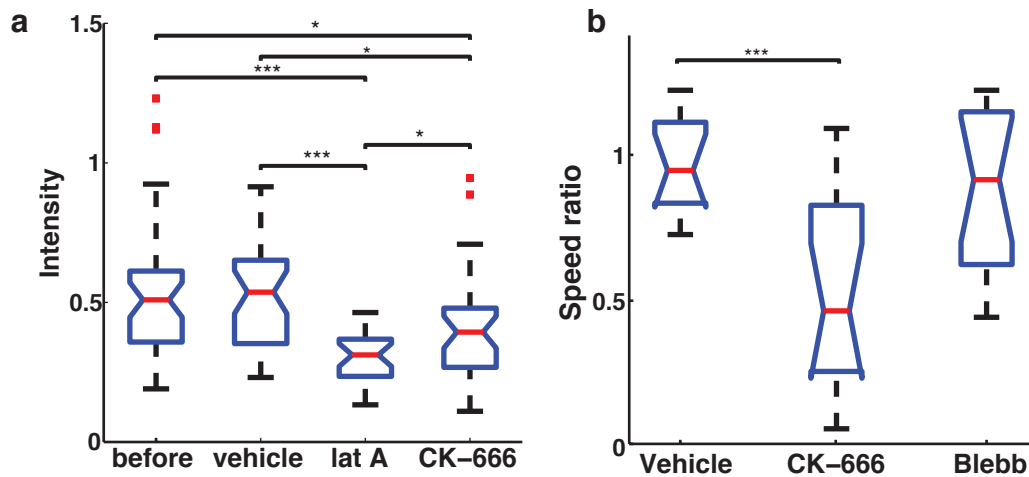 a
Intensity
1.5
1
0.5
0
*
*
***
*
***
before vehicle lat A CK–666
b
Speed ratio
1
0.5
0
***
Vehicle CK–666 Blebb